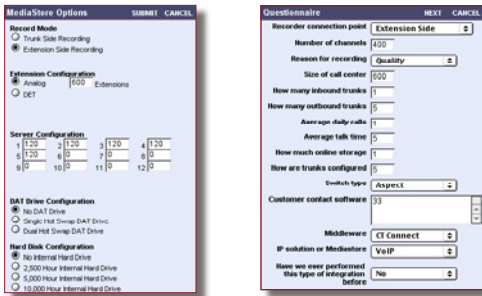 MediaStore Options SUBMIT CANCEL
Record Mode
Trunk Side Recording
Extension Side Recording
Extension Configuration
Analog 600 Extensions
DET
Server Configuration
1 120 2 120 3 120 4 120
5 120 6 0 7 0 8 0
9 0 10 0 11 0 12 0
DAT Drive Configuration
No DAT Drive
Single Hot Swap DAT Drive
Dual Hot Swap DAT Drive
Hard Disk Configuration
No Internal Hard Drive
2,500 Hour Internal Hard Drive
5,000 Hour Internal Hard Drive
10,000 Hour Internal Hard Drive
Questionnaire NEXT CANCEL
Recorder connection point Extension Side
Number of channels 400
Reason for recording Quality
Size of call center 600
How many inbound trunks 1
How many outbound trunks 5
Average daily calls 1
Average talk time 5
How much online storage 1
How are trunks configured 5
Switch type Aspect
Customer contact software 33
Middleware CT Connect
IP solution or Mediastore VoIP
Have we ever performed
this type of integration No
before